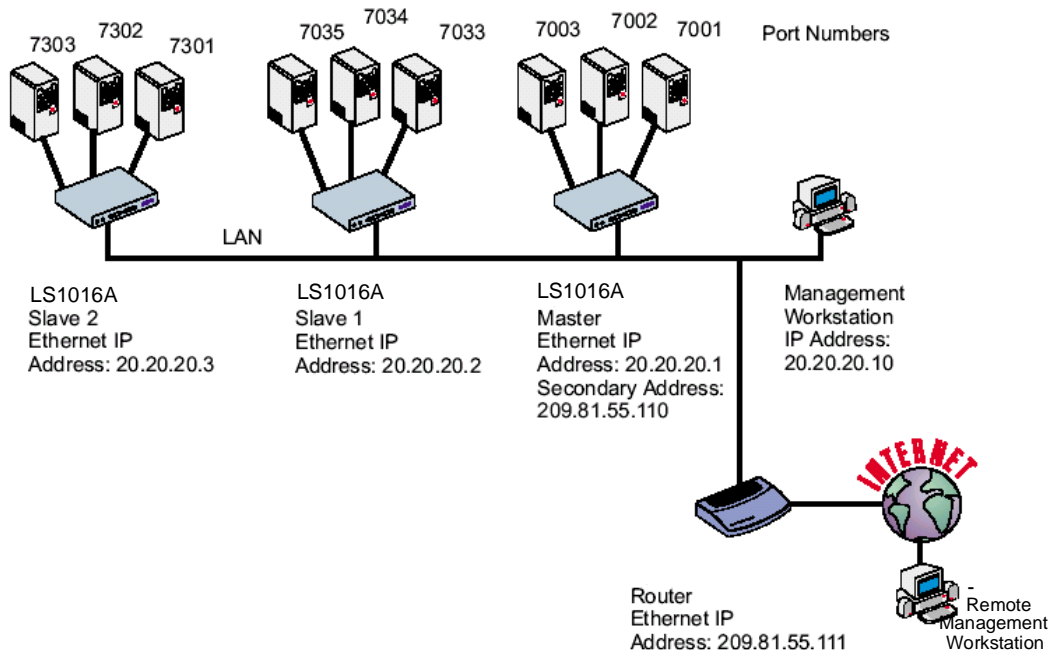 7303
7302
7301
7035
7034
7033
7003
7002
7001
Port Numbers
LAN
LS1016A
Slave 2
Ethernet IP
Address: 20.20.20.3
LS1016A
Slave 1
Ethernet IP
Address: 20.20.20.2
LS1016A
Master
Ethernet IP
Address: 20.20.20.1
Secondary Address:
209.81.55.110
Management
Workstation
IP Address:
20.20.20.10
INTERNET
Router
Ethernet IP
Address: 209.81.55.111
-
Remote
Management
Workstation